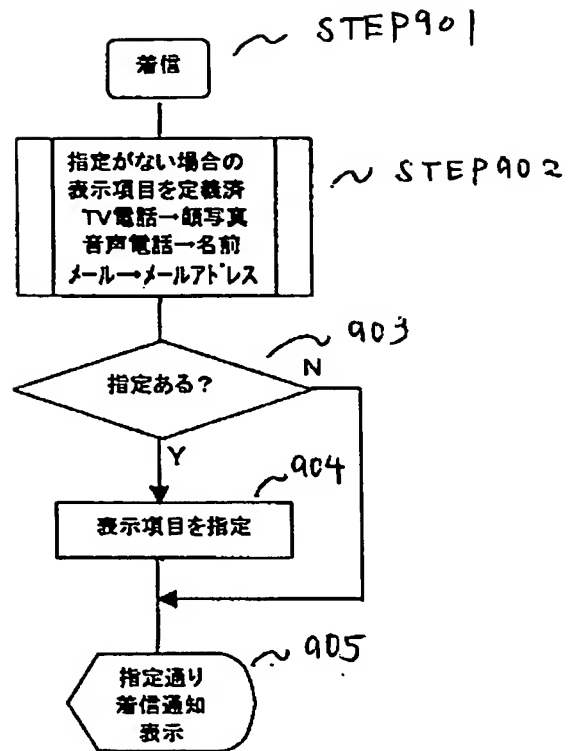 着信
STEP901
指定がない場合の
表示項目を定義済
TV電話→顔写真
音声電話→名前
メール→メールアドレス
STEP902
指定ある?
903
N
Y
904
表示項目を指定
指定通り
着信通知
表示
905